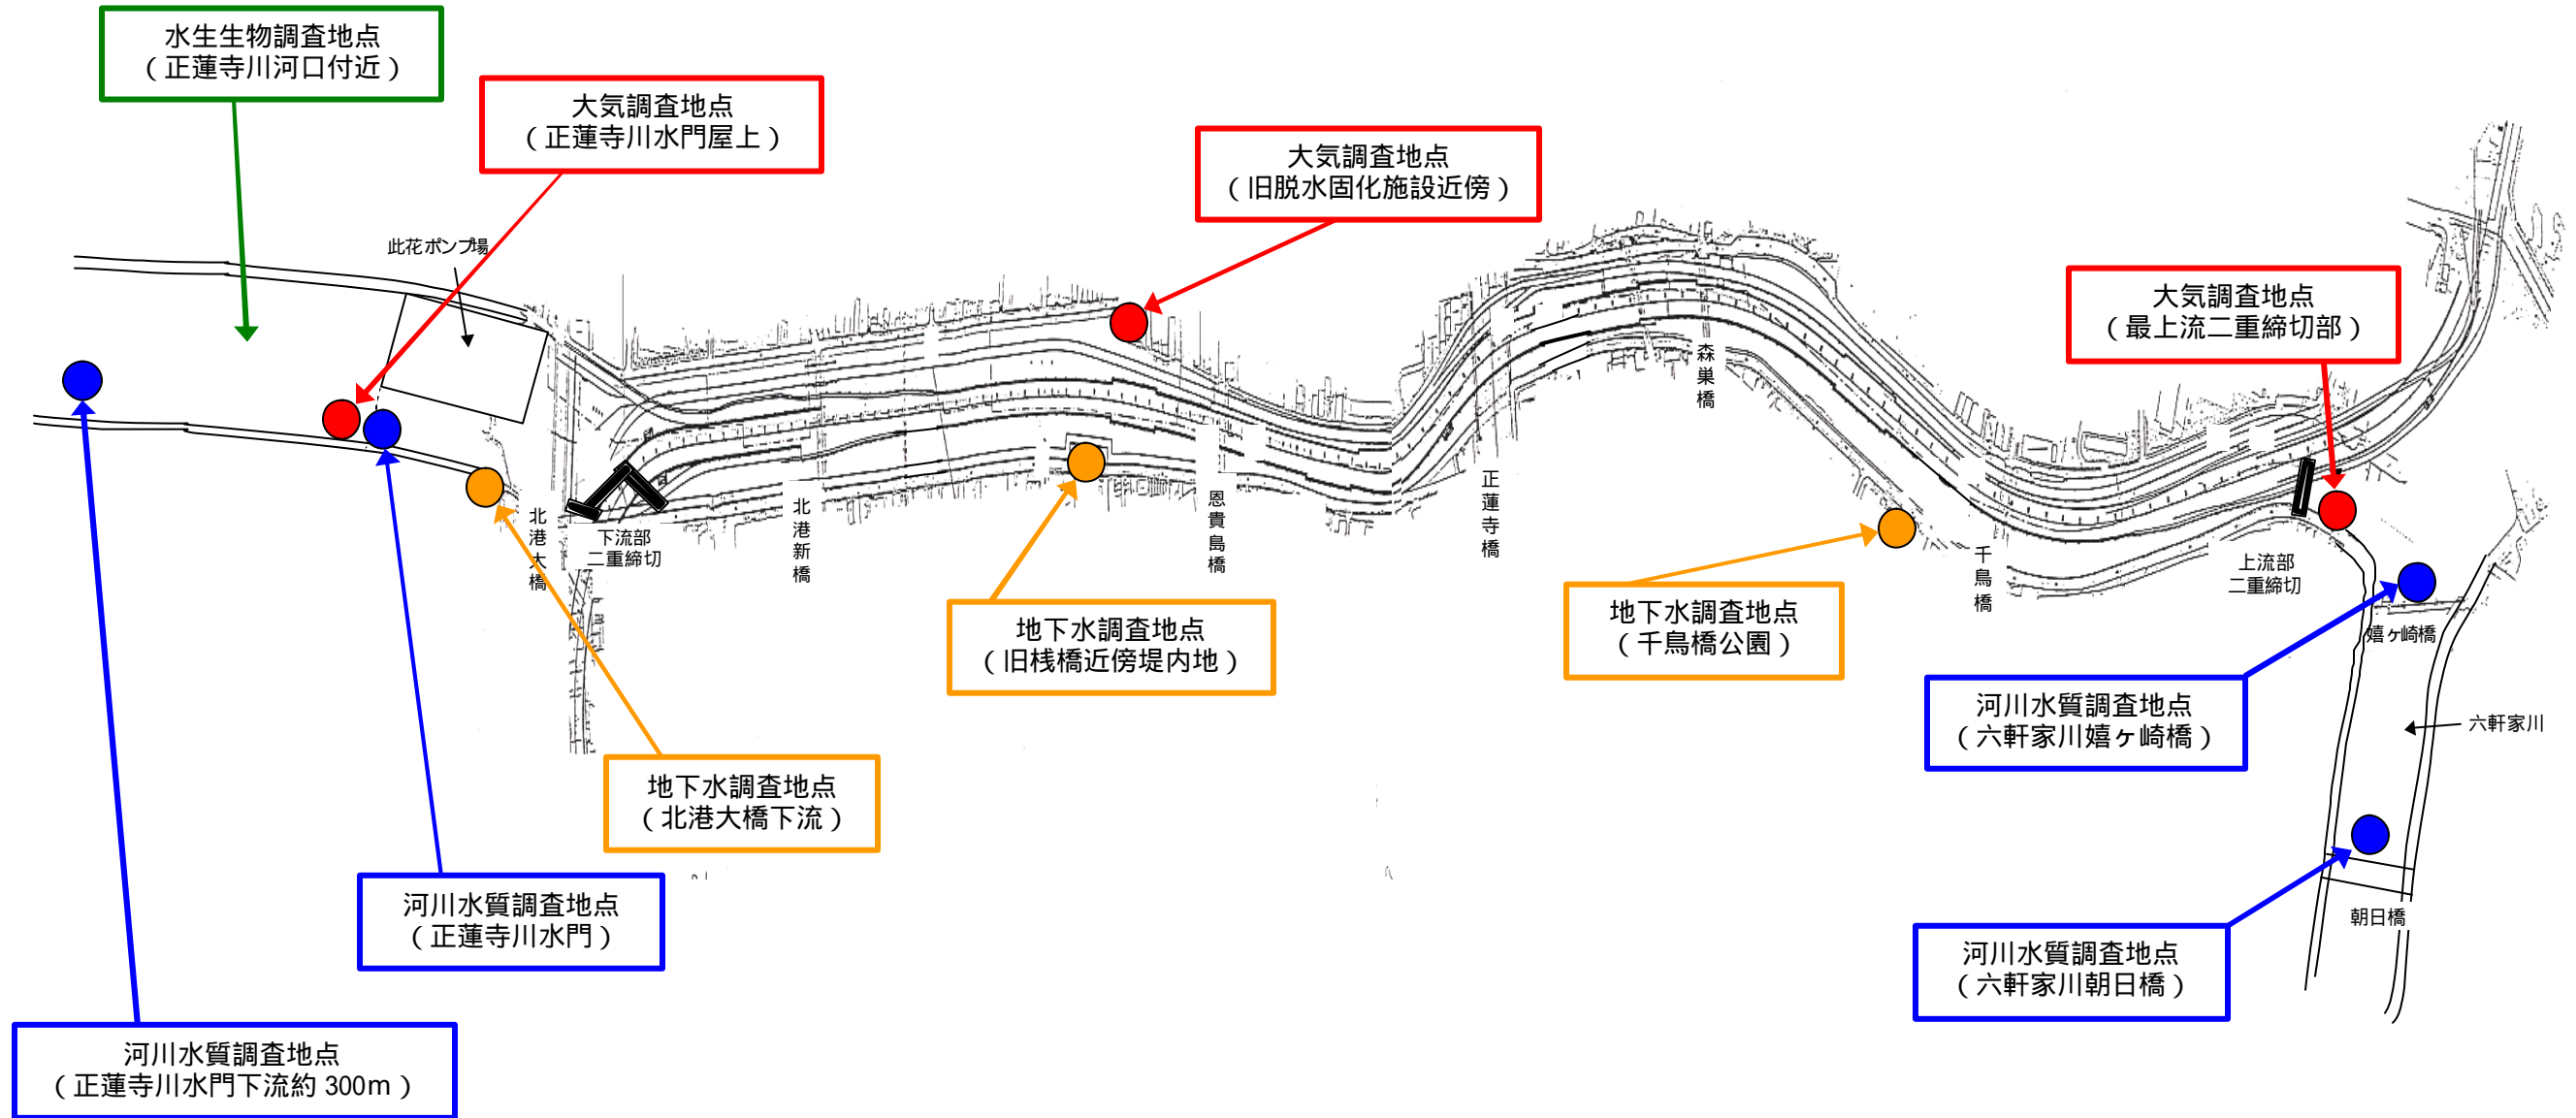 水生生物調査地点
（正蓮寺川河口付近）
大気調査地点
（正蓮寺川水門屋上）
大気調査地点
（旧脱水固化施設近傍）
此花ポンプ場
大気調査地点
（最上流二重締切部）
森巣橋
正蓮寺橋
恩貴島橋
北港新橋
北港大橋
下流部
二重締切
千鳥橋
上流部
二重締切
嬉ヶ崎橋
地下水調査地点
（旧桟橋近傍堤内地）
地下水調査地点
（千鳥橋公園）
河川水質調査地点
（六軒家川嬉ヶ崎橋）
六軒家川
地下水調査地点
（北港大橋下流）
河川水質調査地点
（正蓮寺川水門）
朝日橋
河川水質調査地点
（六軒家川朝日橋）
河川水質調査地点
（正蓮寺川水門下流約 300m）